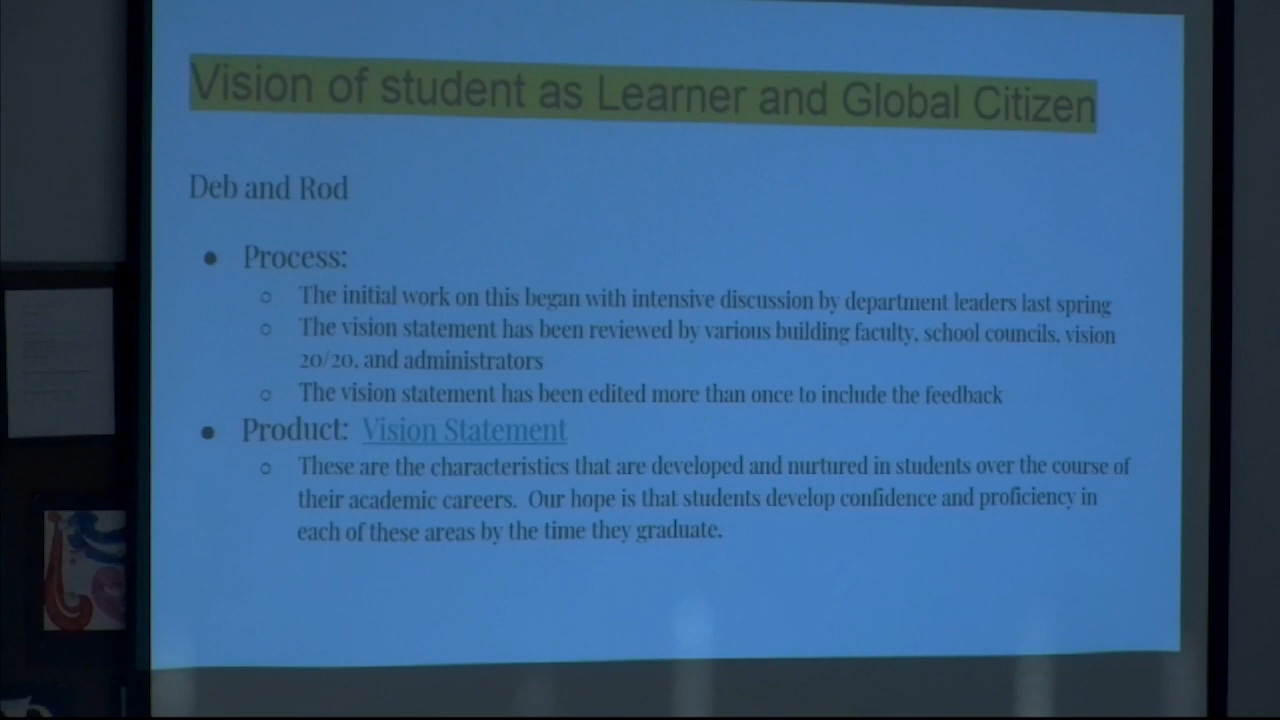 Vision of student as Learner and Global Citizen
Deb and Rod
● Process:
○ The initial work on this began with intensive discussion by department leaders last spring
○ The vision statement has been reviewed by various building faculty, school councils, vision
20/20, and administrators
○ The vision statement has been edited more than once to include the feedback
● Product: Vision Statement
○ These are the characteristics that are developed and nurtured in students over the course of
their academic careers. Our hope is that students develop confidence and proficiency in
each of these areas by the time they graduate.